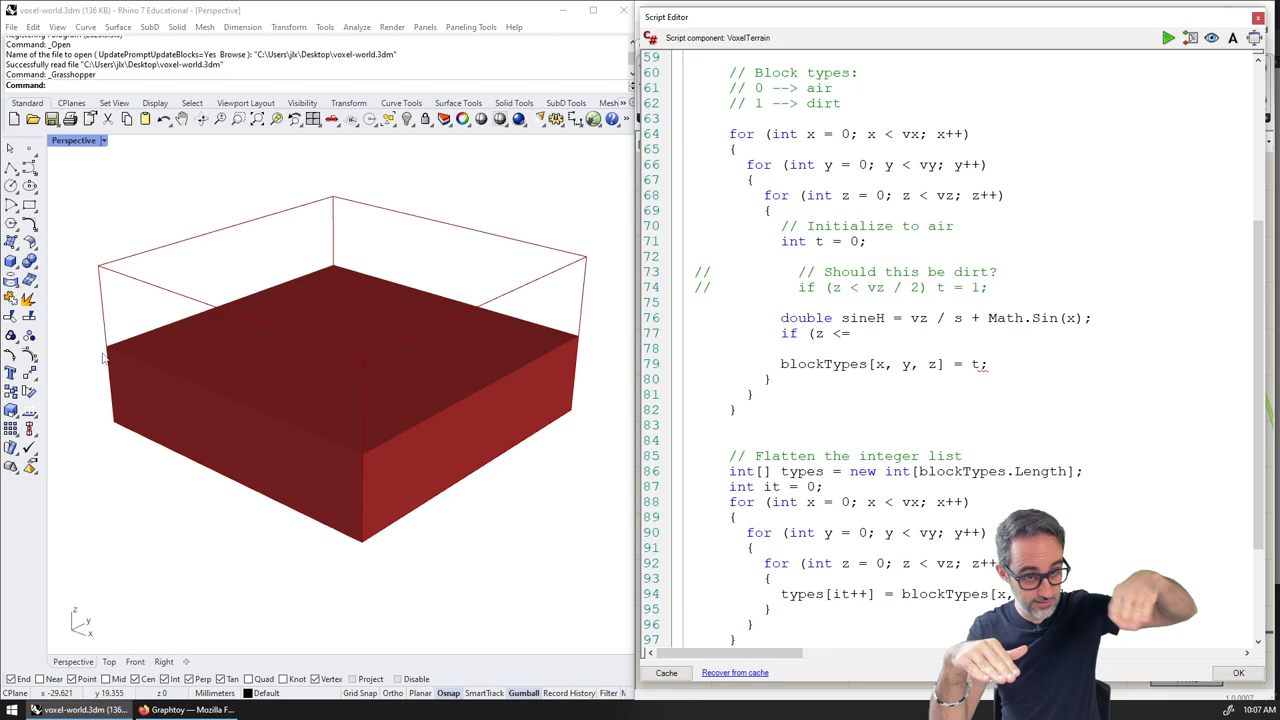 voxel-world.3dm (136 KB) - Rhino 7 Educational - [Perspective]
File Edit View Curve Surface SubD Solid Mesh Dimension Transform Tools Analyze Render Panels Paneling Tools
Command: _Open
Name of the file to open ( UpdatePromptUpdateBlocks=Yes Browse ): "C:\Users\jlx\Desktop\voxel-world.3dm"
Successfully read file "C:\Users\jlx\Desktop\voxel-world.3dm"
Command: _Grasshopper
Command:
Standard CPlanes Set View Display Select Viewport Layout Visibility Transform Curve Tools Surface Tools Solid Tools SubD Tools Mesh
Perspective
z
y
x
Perspective Top Front Right
End Near Point Mid Cen Int Perp Tan Quad Knot Vertex Project Disable
CPlane x -29.621 y 19.355 z 0 Millimeters Default Grid Snap Ortho Planar Osnap SmartTrack Gumball Record History Filter
Script Editor
Script component: VoxelTerrain
59
60 // Block types:
61 // 0 --> air
62 // 1 --> dirt
63
64 for (int x = 0; x < vx; x++)
65 {
66 for (int y = 0; y < vy; y++)
67 {
68 for (int z = 0; z < vz; z++)
69 {
70 // Initialize to air
71 int t = 0;
72
73 // // Should this be dirt?
74 // if (z < vz / 2) t = 1;
75
76 double sineH = vz / s + Math.Sin(x);
77 if (z <=
78
79 blockTypes[x, y, z] = t;
80 }
81 }
82 }
83
84
85 // Flatten the integer list
86 int[] types = new int[blockTypes.Length];
87 int it = 0;
88 for (int x = 0; x < vx; x++)
89 {
90 for (int y = 0; y < vy; y++)
91 {
92 for (int z = 0; z < vz; z++
93 {
94 types[it++] = blockTypes[x,
95 }
96 }
97 }
Cache Recover from cache OK
1.0.0007
voxel-world.3dm (136... Graphtoy — Mozilla F... 10:07 AM